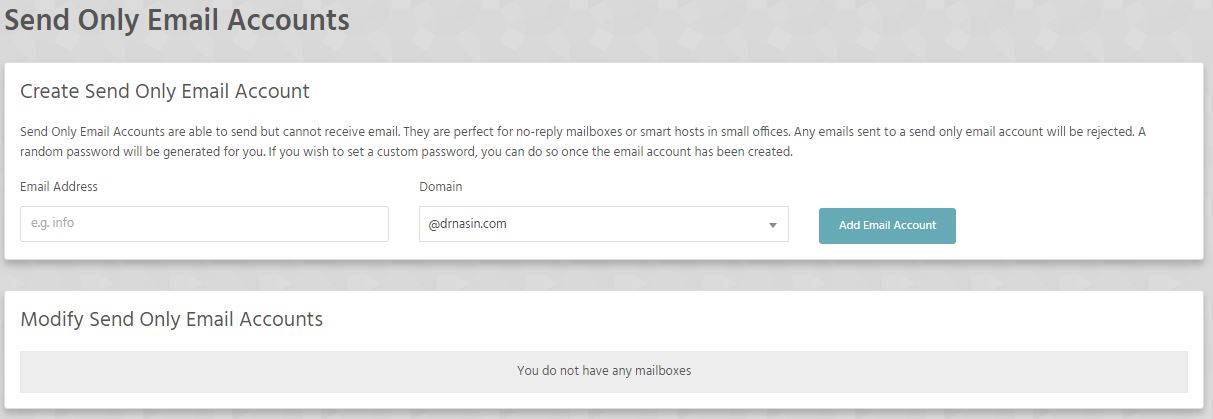 Send Only Email Accounts
Create Send Only Email Account
Send Only Email Accounts are able to send but cannot receive email. They are perfect for no-reply mailboxes or smart hosts in small offices. Any emails sent to a send only email account will be rejected. A
random password will be generated for you. If you wish to set a custom password, you can do so once the email account has been created.
Email Address Domain
e.g. info @drnasin.com Add Email Account
Modify Send Only Email Accounts
You do not have any mailboxes